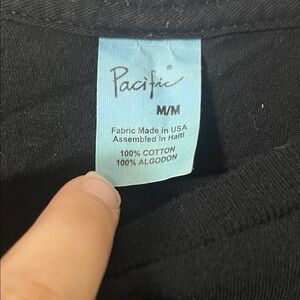 Pacific®
M/M
Fabric Made in USA
Assembled in Haiti
100% COTTON
100% ALGODON